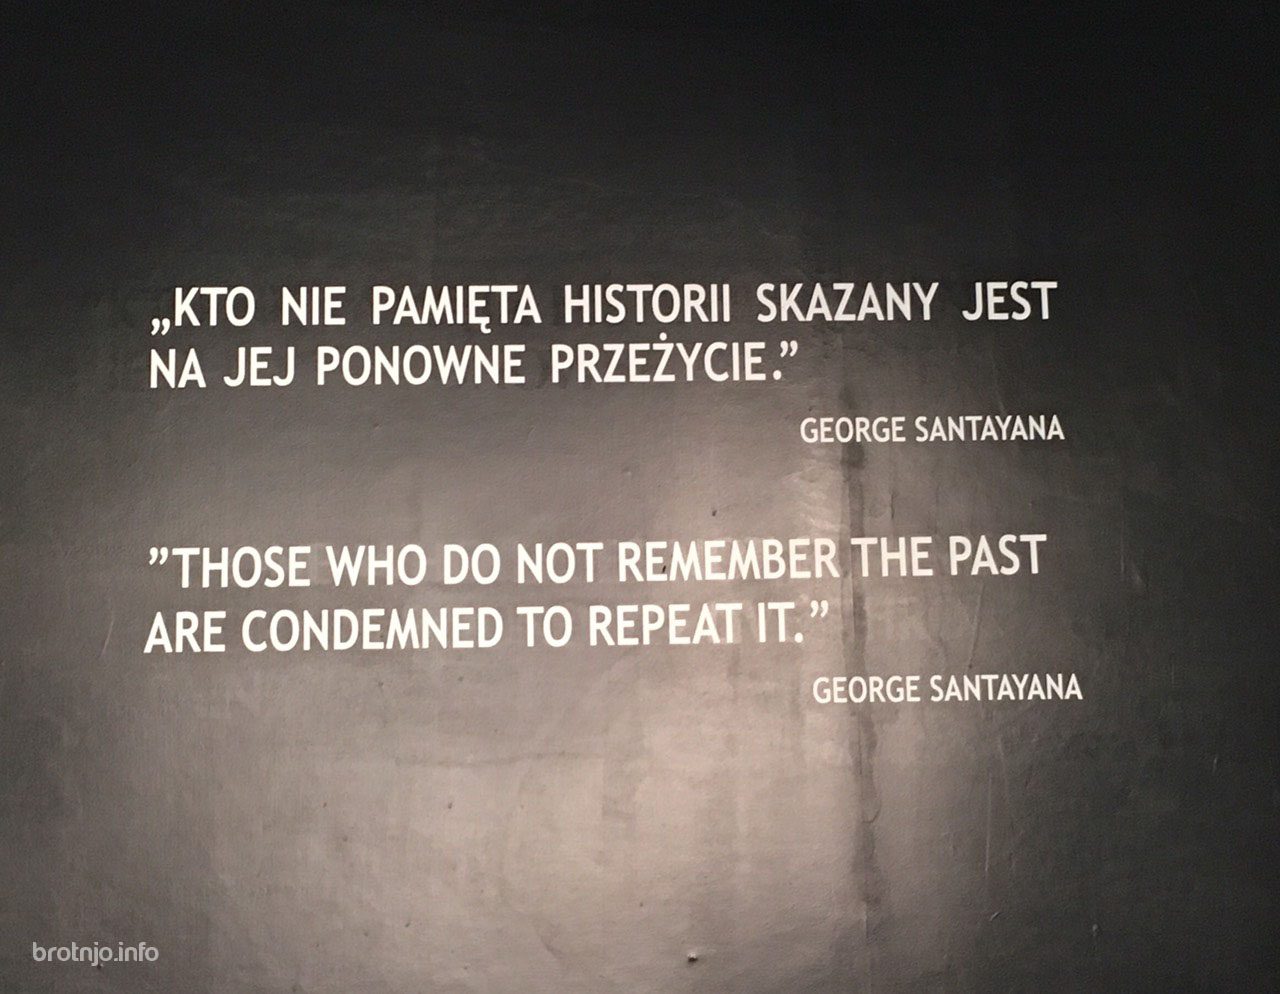 „KTO NIE PAMIĘTA HISTORII SKAZANY JEST
NA JEJ PONOWNE PRZEŻYCIE.”
GEORGE SANTAYANA
”THOSE WHO DO NOT REMEMBER THE PAST
ARE CONDEMNED TO REPEAT IT.”
GEORGE SANTAYANA
brotnjo.info